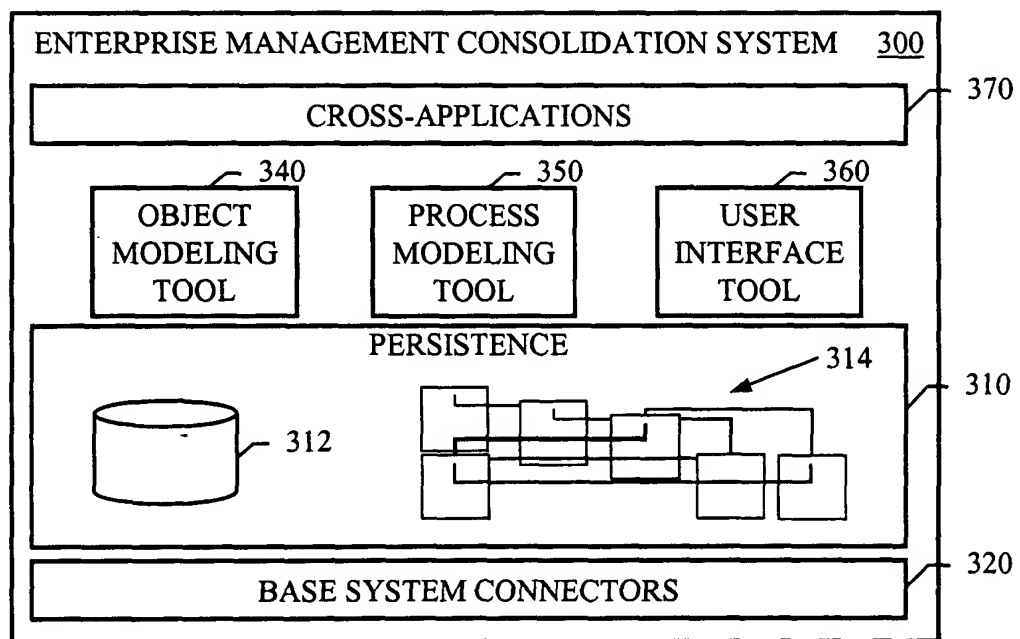 ENTERPRISE MANAGEMENT CONSOLIDATION SYSTEM 300
370
CROSS-APPLICATIONS
340
350
360
OBJECT
MODELING
TOOL
PROCESS
MODELING
TOOL
USER
INTERFACE
TOOL
PERSISTENCE
314
310
312
320
BASE SYSTEM CONNECTORS